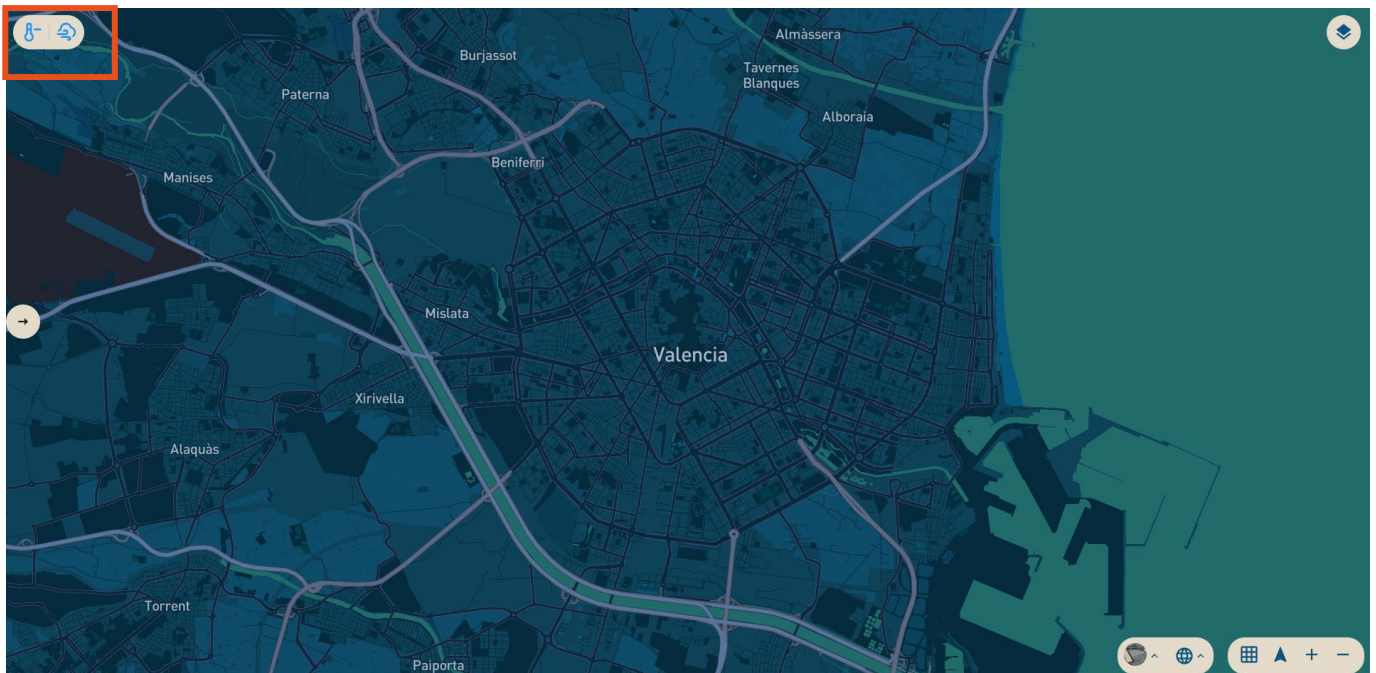 Almàssera
Burjassot
Tavernes
Blanques
Paterna
Alboraia
Beniferri
Manises
Mislata
Valencia
Xirivella
Alaquàs
Torrent
Paiporta